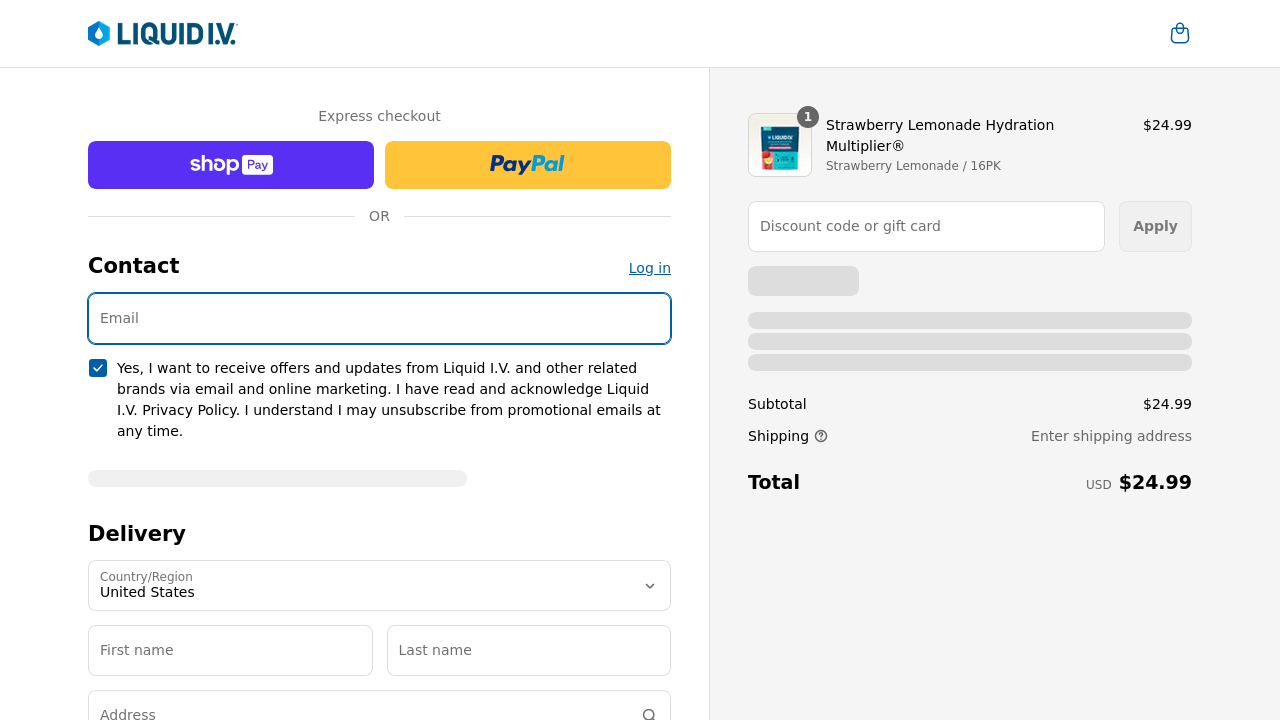 LIQUID I.V.
Express checkout
shop Pay
PayPal
OR
Contact
Log in
Email
Yes, I want to receive offers and updates from Liquid I.V. and other related
brands via email and online marketing. I have read and acknowledge Liquid
I.V. Privacy Policy. I understand I may unsubscribe from promotional emails at
any time.
Delivery
Country/Region
United States
First name
Last name
Address
1
Strawberry Lemonade Hydration
Multiplier®
$24.99
Strawberry Lemonade / 16PK
Discount code or gift card
Apply
Subtotal
$24.99
Shipping
Enter shipping address
Total
USD $24.99